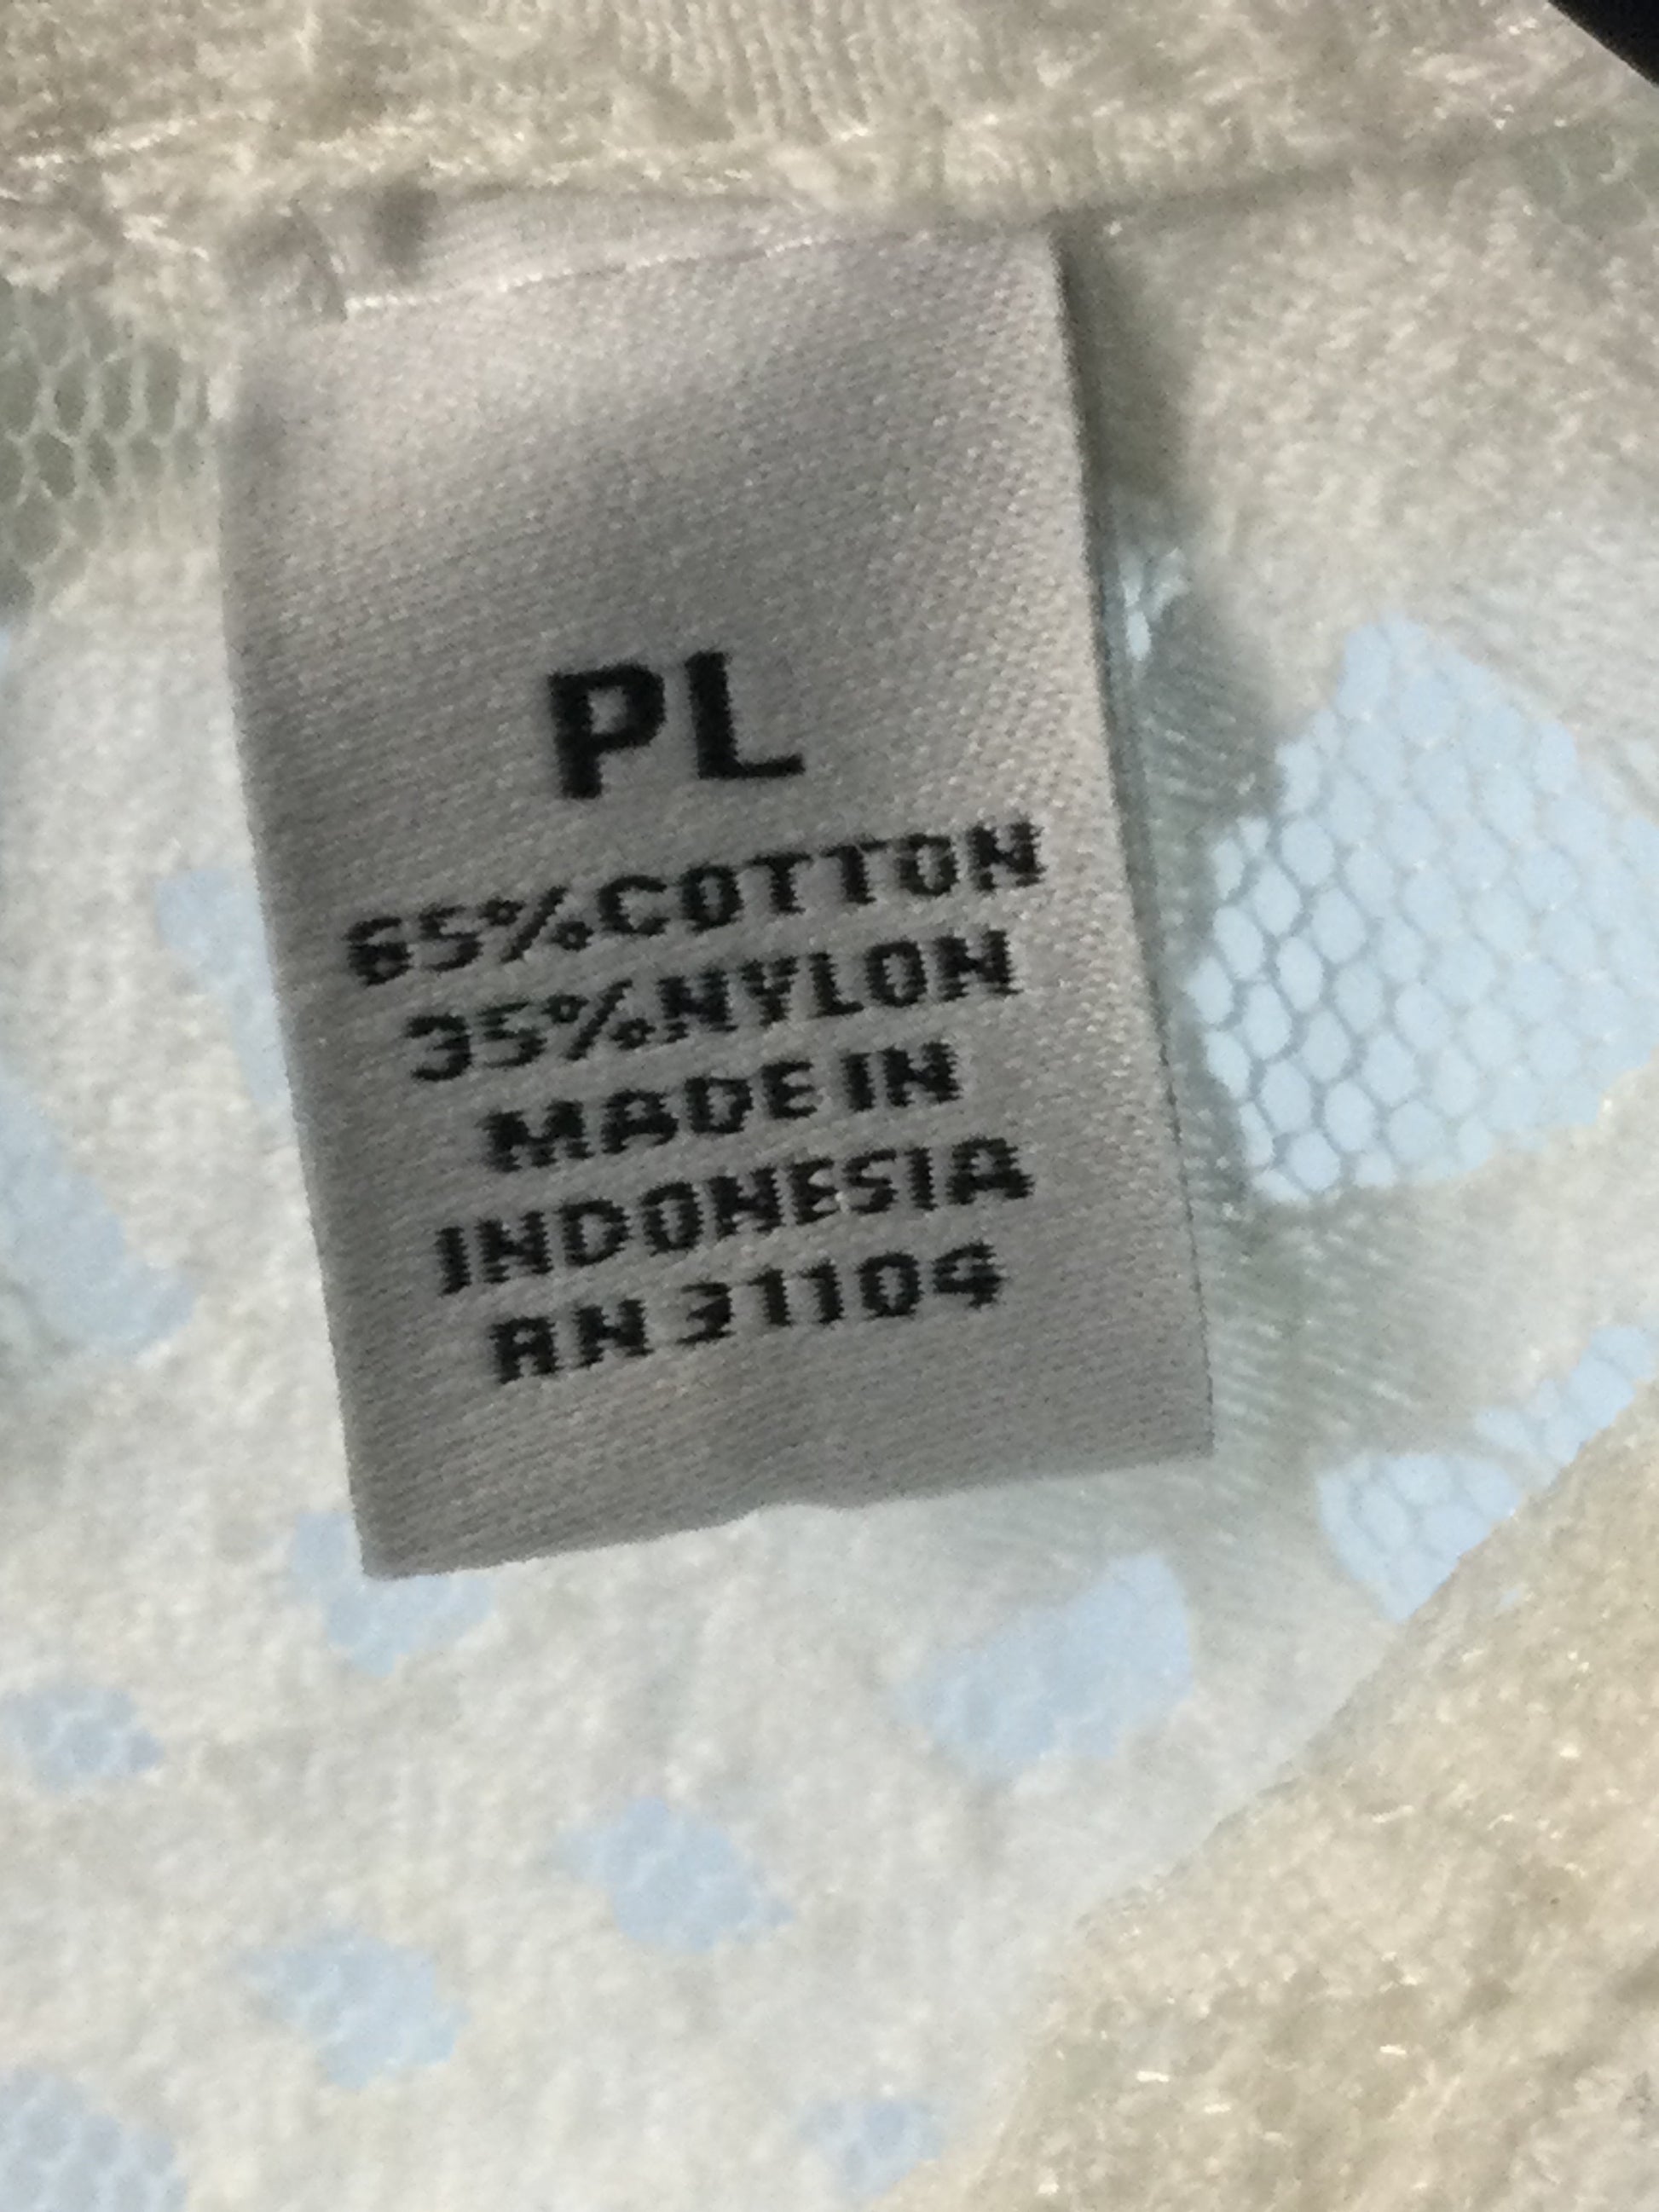 PL
65%COTTON
35%NYLON
MADE IN
INDONESIA
RN 31104